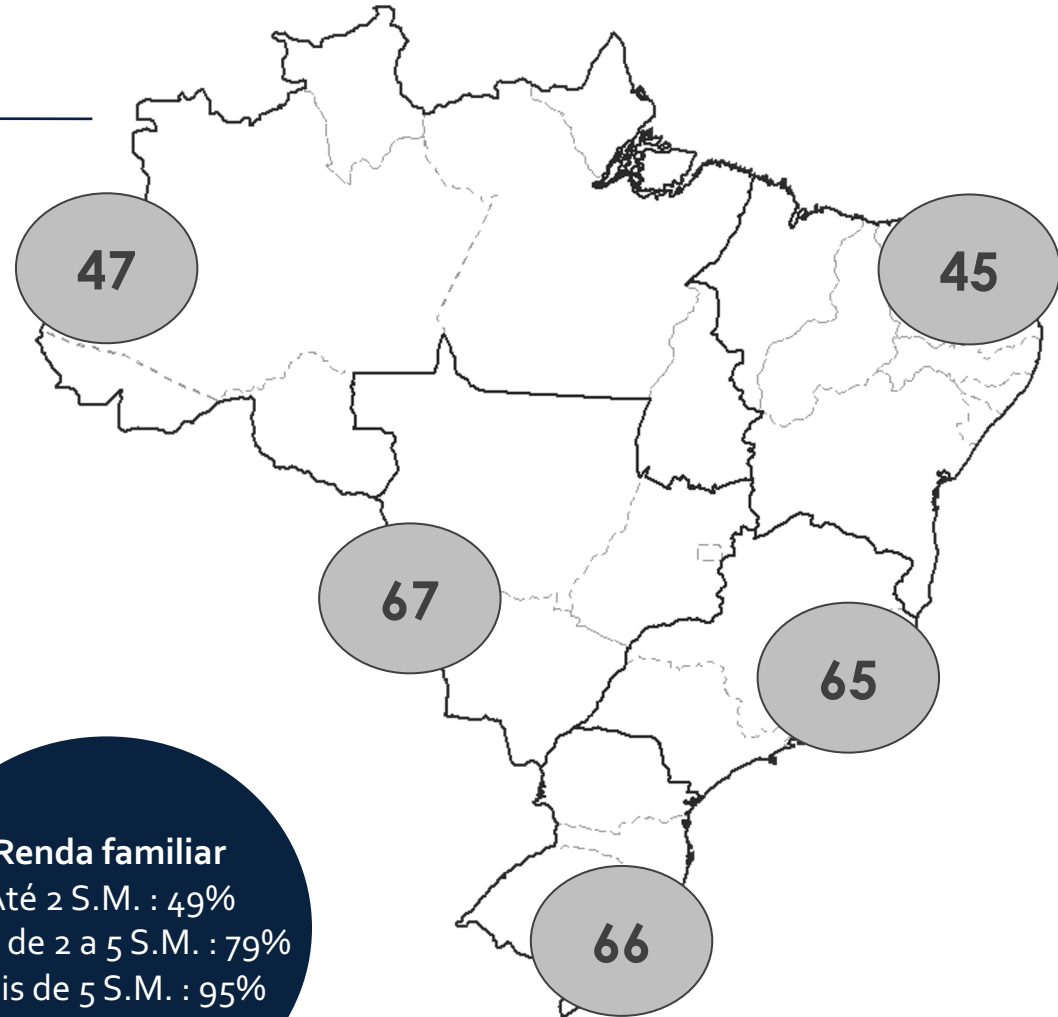 47
45
67
65
66
Renda familiar
Até 2 S.M. : 49%
de 2 a 5 S.M. : 79%
de 5 S.M. : 95%